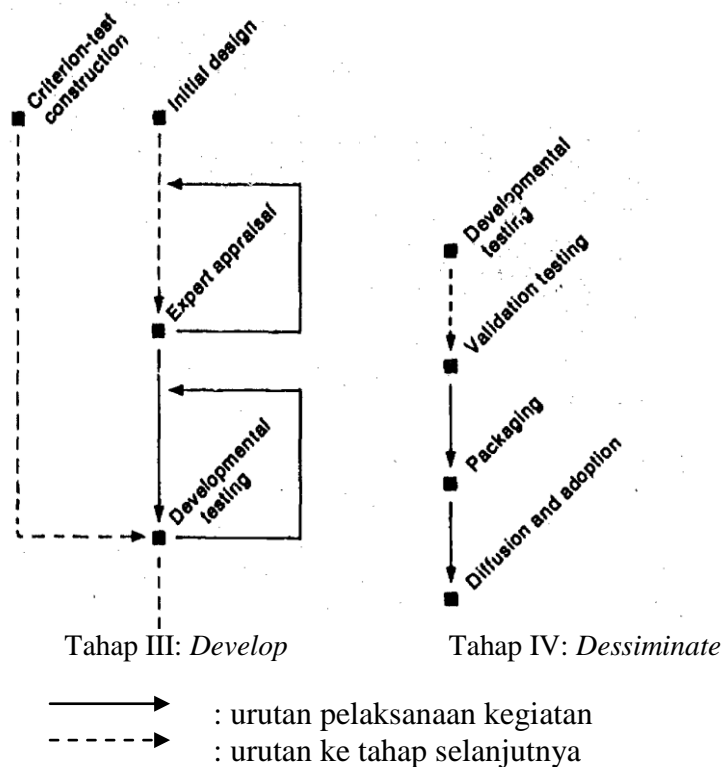 Criterion-test
construction
Initial design
Expert appraisal
Developmental
testing
Developmental
testing
Validation testing
Packaging
Diffusion and adoption
Tahap III: Develop
Tahap IV: Dessiminate
: urutan pelaksanaan kegiatan
: urutan ke tahap selanjutnya